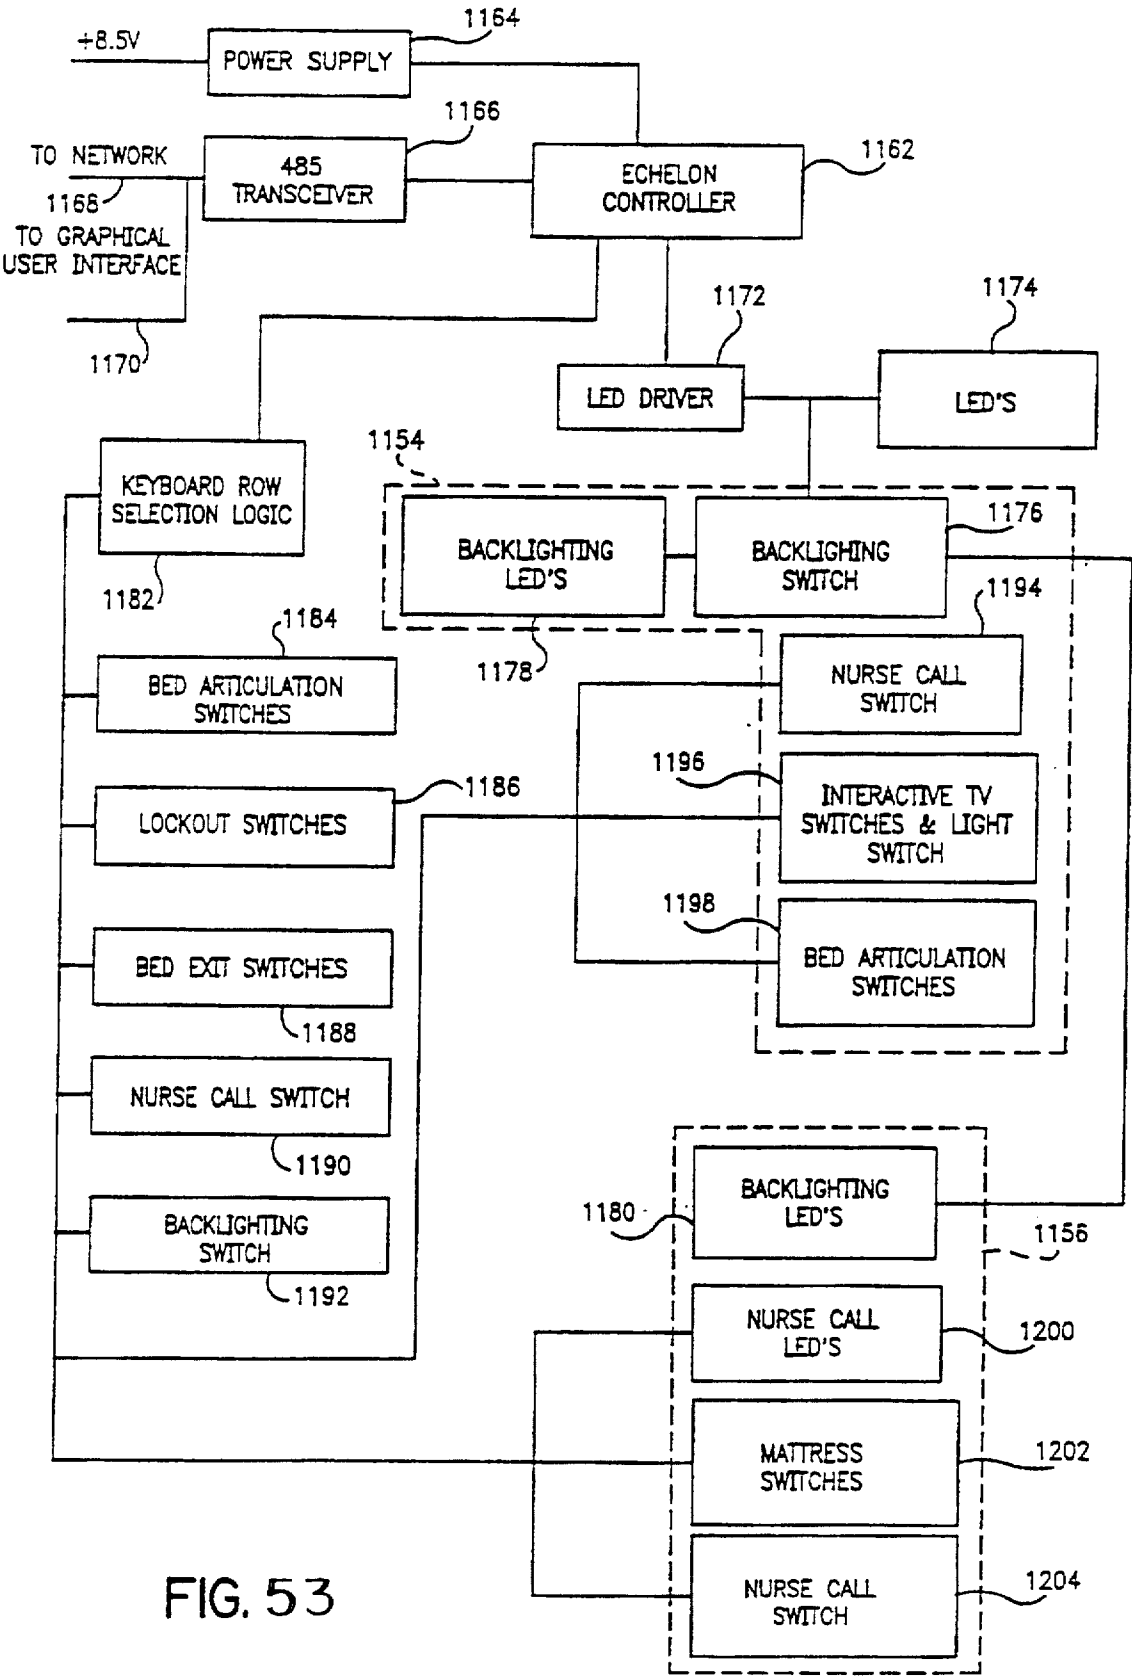 1164
+8.5V
POWER SUPPLY
1166
TO NETWORK
485
TRANSCEIVER
1162
ECHELON
CONTROLLER
1168
TO GRAPHICAL
USER INTERFACE
1170
1172
1174
LED DRIVER
LED'S
1154
KEYBOARD ROW
SELECTION LOGIC
1182
BACKLIGHTING
LED'S
1178
BACKLIGHING
SWITCH
1176
1184
BED ARTICULATION
SWITCHES
1194
NURSE CALL
SWITCH
1186
LOCKOUT SWITCHES
1196
INTERACTIVE TV
SWITCHES & LIGHT
SWITCH
1198
BED ARTICULATION
SWITCHES
BED EXIT SWITCHES
1188
NURSE CALL SWITCH
1190
BACKLIGHTING
SWITCH
1192
1180
BACKLIGHTING
LED'S
1156
NURSE CALL
LED'S
1200
MATTRESS
SWITCHES
1202
NURSE CALL
SWITCH
1204
FIG. 53